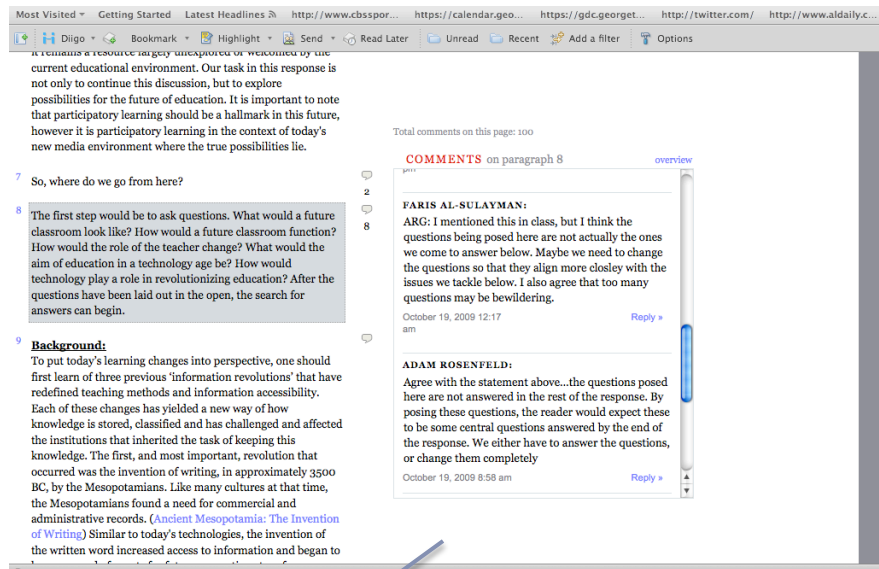 Most Visited Getting Started Latest Headlines http://www.cbsspor... https://calendar.geo... https://gdc.georget... http://twitter.com/ http://www.aldaily.c...
Diigo Bookmark Highlight Send Read Later Unread Recent Add a filter Options
it remains a resource largely unexplored or welcomed by the
current educational environment. Our task in this response is
not only to continue this discussion, but to explore
possibilities for the future of education. It is important to note
that participatory learning should be a hallmark in this future,
however it is participatory learning in the context of today's
new media environment where the true possibilities lie.
7 So, where do we go from here?
2
8 The first step would be to ask questions. What would a future
classroom look like? How would a future classroom function?
How would the role of the teacher change? What would the
aim of education in a technology age be? How would
technology play a role in revolutionizing education? After the
questions have been laid out in the open, the search for
answers can begin.
8
9 Background:
To put today's learning changes into perspective, one should
first learn of three previous 'information revolutions' that have
redefined teaching methods and information accessibility.
Each of these changes has yielded a new way of how
knowledge is stored, classified and has challenged and affected
the institutions that inherited the task of keeping this
knowledge. The first, and most important, revolution that
occurred was the invention of writing, in approximately 3500
BC, by the Mesopotamians. Like many cultures at that time,
the Mesopotamians found a need for commercial and
administrative records. (Ancient Mesopotamia: The Invention
of Writing) Similar to today's technologies, the invention of
the written word increased access to information and began to
Total comments on this page: 100
COMMENTS on paragraph 8 overview
pm
FARIS AL-SULAYMAN:
ARG: I mentioned this in class, but I think the
questions being posed here are not actually the ones
we come to answer below. Maybe we need to change
the questions so that they align more closley with the
issues we tackle below. I also agree that too many
questions may be bewildering.
October 19, 2009 12:17 am Reply »
ADAM ROSENFELD:
Agree with the statement above...the questions posed
here are not answered in the rest of the response. By
posing these questions, the reader would expect these
to be some central questions answered by the end of
the response. We either have to answer the questions,
or change them completely
October 19, 2009 8:58 am Reply »